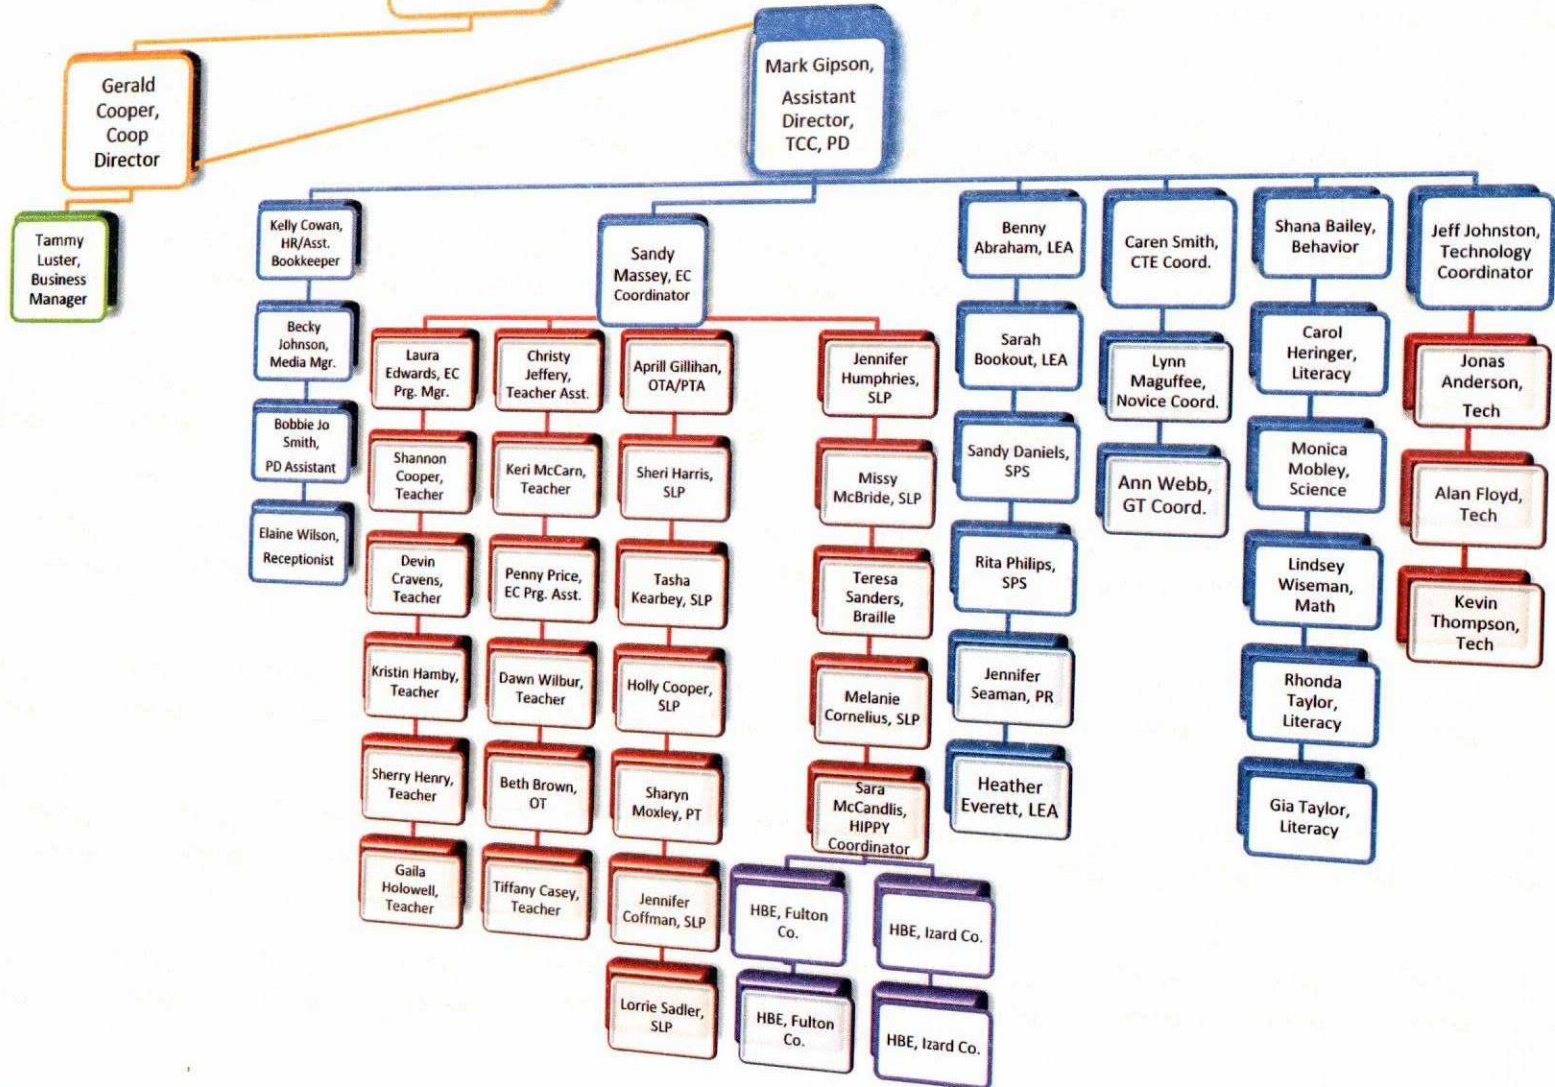 Gerald
Cooper,
Coop
Director
Mark Gipson,
Assistant
Director,
TCC, PD
Tammy
Luster,
Business
Manager
Kelly Cowan,
HR/Asst.
Bookkeeper
Becky
Johnson,
Media Mgr.
Bobbie Jo
Smith,
PD Assistant
Elaine Wilson,
Receptionist
Sandy
Massey, EC
Coordinator
Laura
Edwards, EC
Prg. Mgr.
Shannon
Cooper,
Teacher
Devin
Cravens,
Teacher
Kristin Hamby,
Teacher
Sherry Henry,
Teacher
Gaila
Holowell,
Teacher
Christy
Jeffery,
Teacher Asst.
Keri McCarn,
Teacher
Penny Price,
EC Prg. Asst.
Dawn Wilbur,
Teacher
Beth Brown,
OT
Tiffany Casey,
Teacher
Aprill Gillihan,
OTA/PTA
Sheri Harris,
SLP
Tasha
Kearbey, SLP
Holly Cooper,
SLP
Sharyn
Moxley, PT
Jennifer
Coffman, SLP
Lorrie Sadler,
SLP
Jennifer
Humphries,
SLP
Missy
McBride, SLP
Teresa
Sanders,
Braille
Melanie
Cornelius, SLP
Sara
McCandlis,
HIPPY
Coordinator
HBE, Fulton
Co.
HBE, Fulton
Co.
HBE, Izard Co.
HBE, Izard Co.
Benny
Abraham, LEA
Sarah
Bookout, LEA
Sandy Daniels,
SPS
Rita Philips,
SPS
Jennifer
Seaman, PR
Heather
Everett, LEA
Caren Smith,
CTE Coord.
Lynn
Maguffee,
Novice Coord.
Ann Webb,
GT Coord.
Shana Bailey,
Behavior
Carol
Heringer,
Literacy
Monica
Mobley,
Science
Lindsey
Wiseman,
Math
Rhonda
Taylor,
Literacy
Gia Taylor,
Literacy
Jeff Johnston,
Technology
Coordinator
Jonas
Anderson,
Tech
Alan Floyd,
Tech
Kevin
Thompson,
Tech